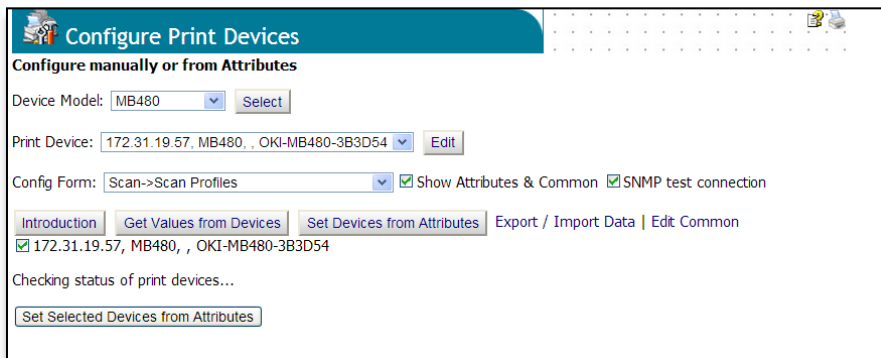 Configure Print Devices
Configure manually or from Attributes
Device Model: MB480 Select
Print Device: 172.31.19.57, MB480, , OKI-MB480-3B3D54 Edit
Config Form: Scan->Scan Profiles Show Attributes & Common SNMP test connection
Introduction Get Values from Devices Set Devices from Attributes Export / Import Data | Edit Common
172.31.19.57, MB480, , OKI-MB480-3B3D54
Checking status of print devices...
Set Selected Devices from Attributes